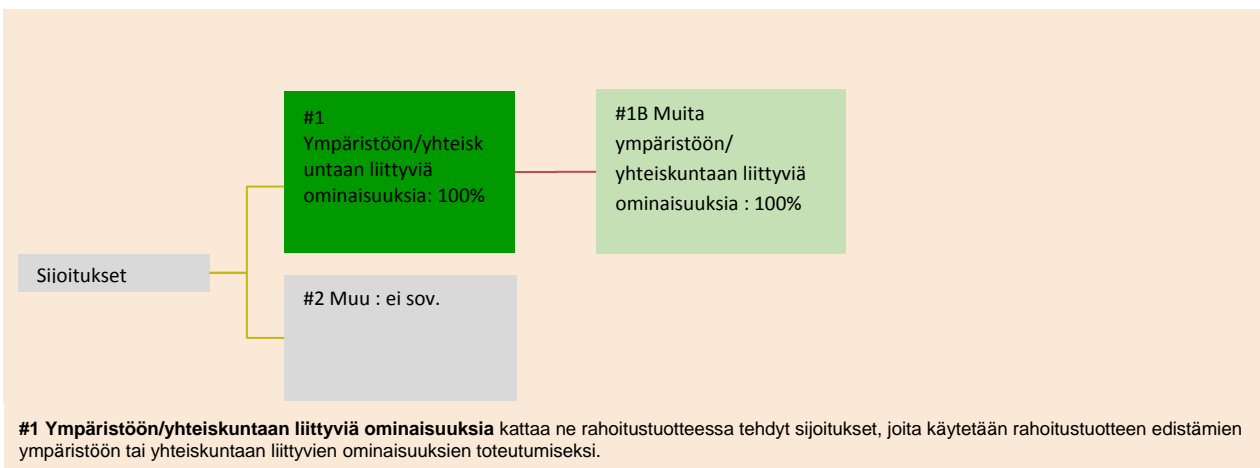 #1
Ympäristöön/yhteisk
untaan liittyviä
ominaisuuksia: 100%
#1B Muita
ympäristöön/
yhteiskuntaan liittyviä
ominaisuuksia : 100%
Sijoitukset
#2 Muu : ei sov.
#1 Ympäristöön/yhteiskuntaan liittyviä ominaisuuksia kattaa ne rahoitustuotteessa tehdyt sijoitukset, joita käytetään rahoitustuotteen edistämien
ympäristöön tai yhteiskuntaan liittyvien ominaisuuksien toteutumiseksi.